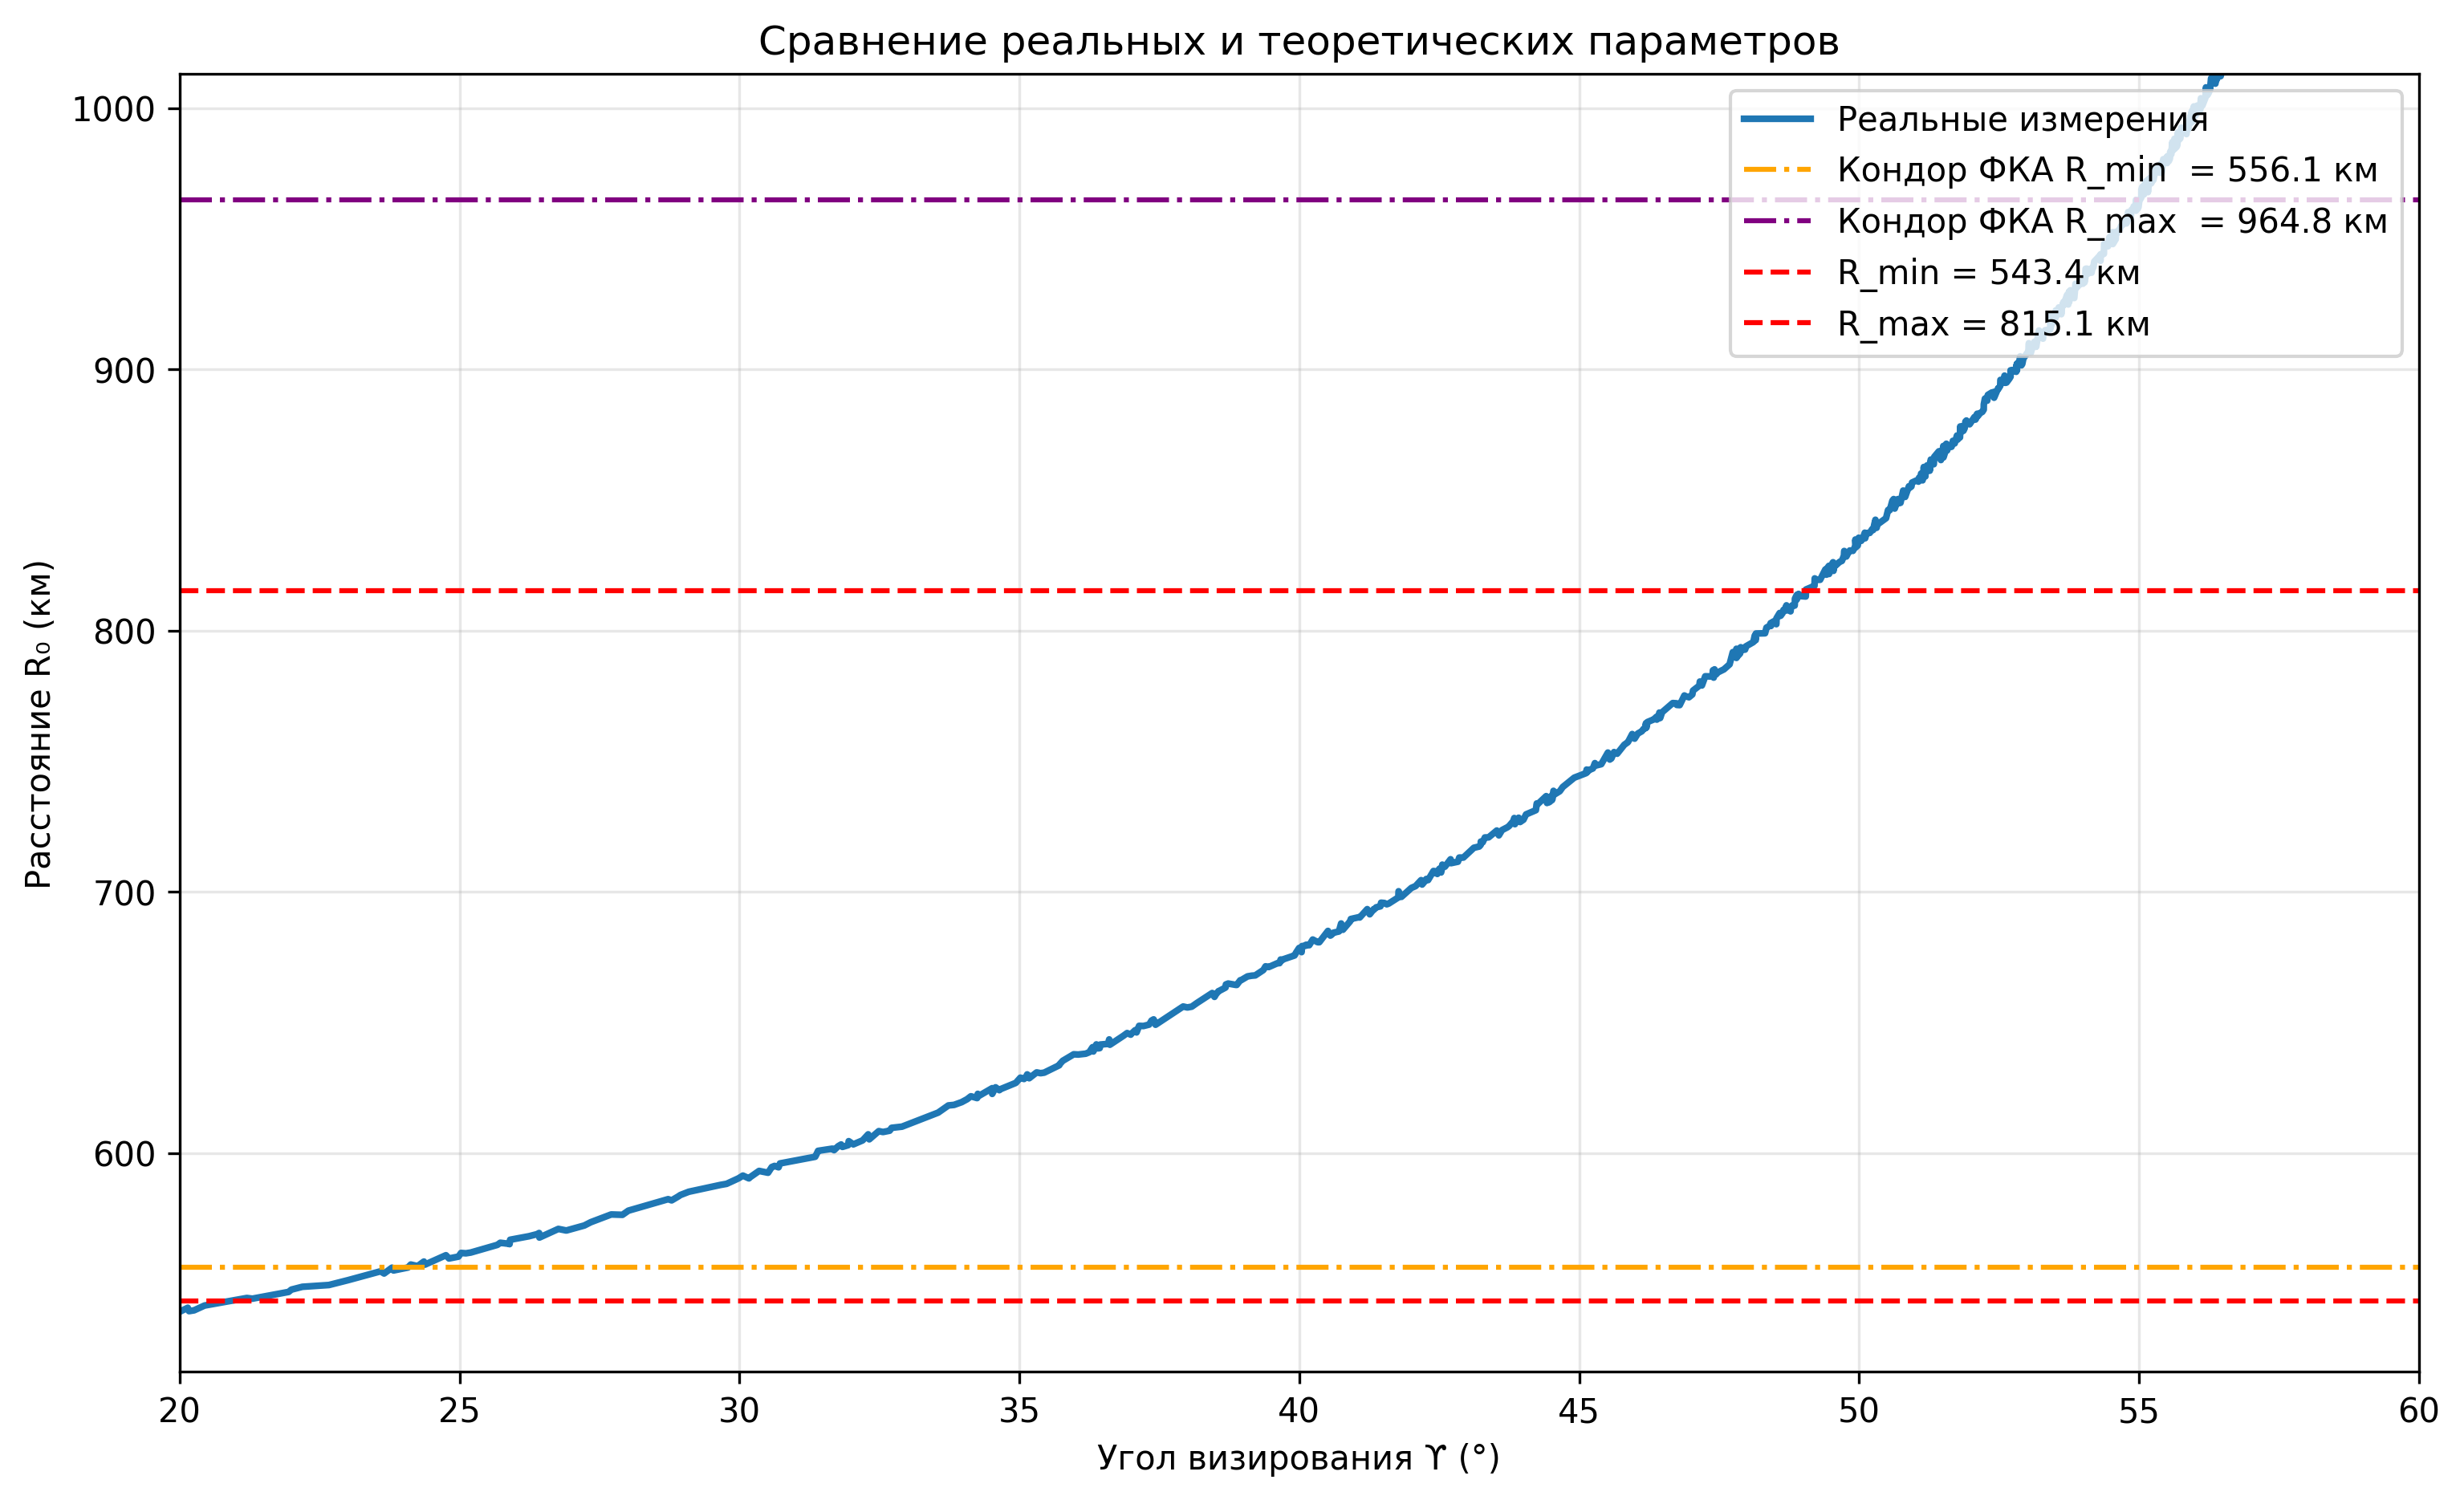 Сравнение реальных и теоретических параметров
Расстояние R₀ (км)
1000
900
800
700
600
Реальные измерения
Кондор ФКА R_min  = 556.1 км
Кондор ФКА R_max  = 964.8 км
R_min = 543.4 км
R_max = 815.1 км
20
25
30
35
40
45
50
55
60
Угол визирования ϒ (°)